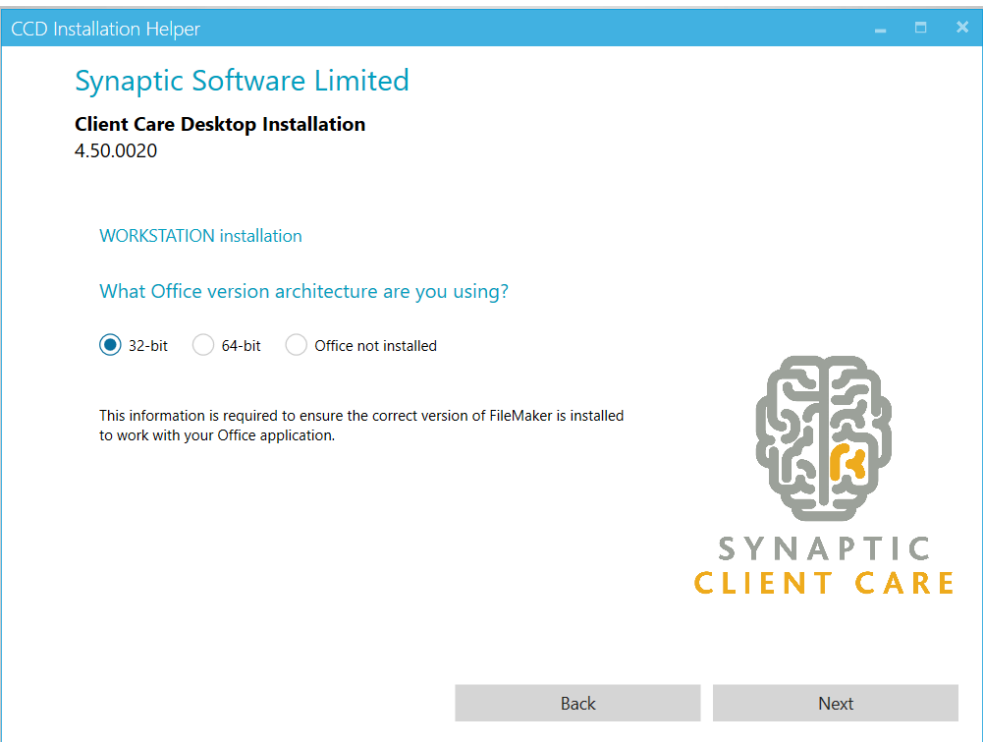 CCD Installation Helper
Synaptic Software Limited
Client Care Desktop Installation
4.50.0020
WORKSTATION installation
What Office version architecture are you using?
32-bit 64-bit Office not installed
This information is required to ensure the correct version of FileMaker is installed
to work with your Office application.
SYNAPTIC
CLIENT CARE
Back Next